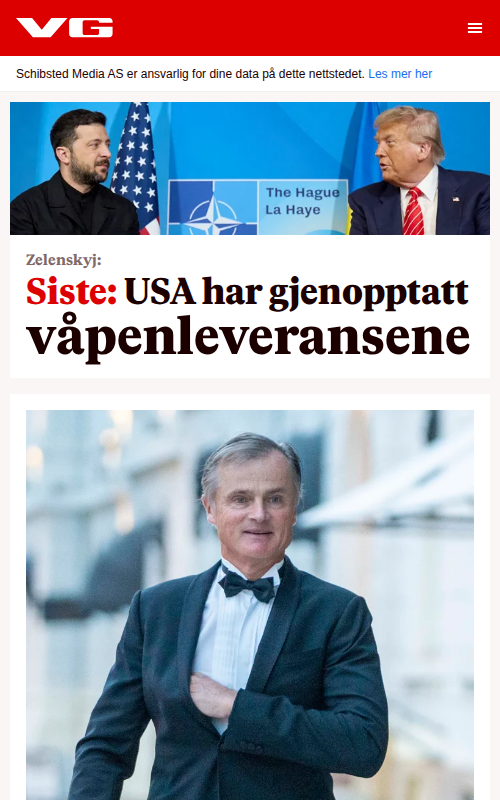 VG
Schibsted Media AS er ansvarlig for dine data på dette nettstedet. Les mer her
The Hague
La Haye
Zelenskyj:
Siste: USA har gjenopptatt
våpenleveransene